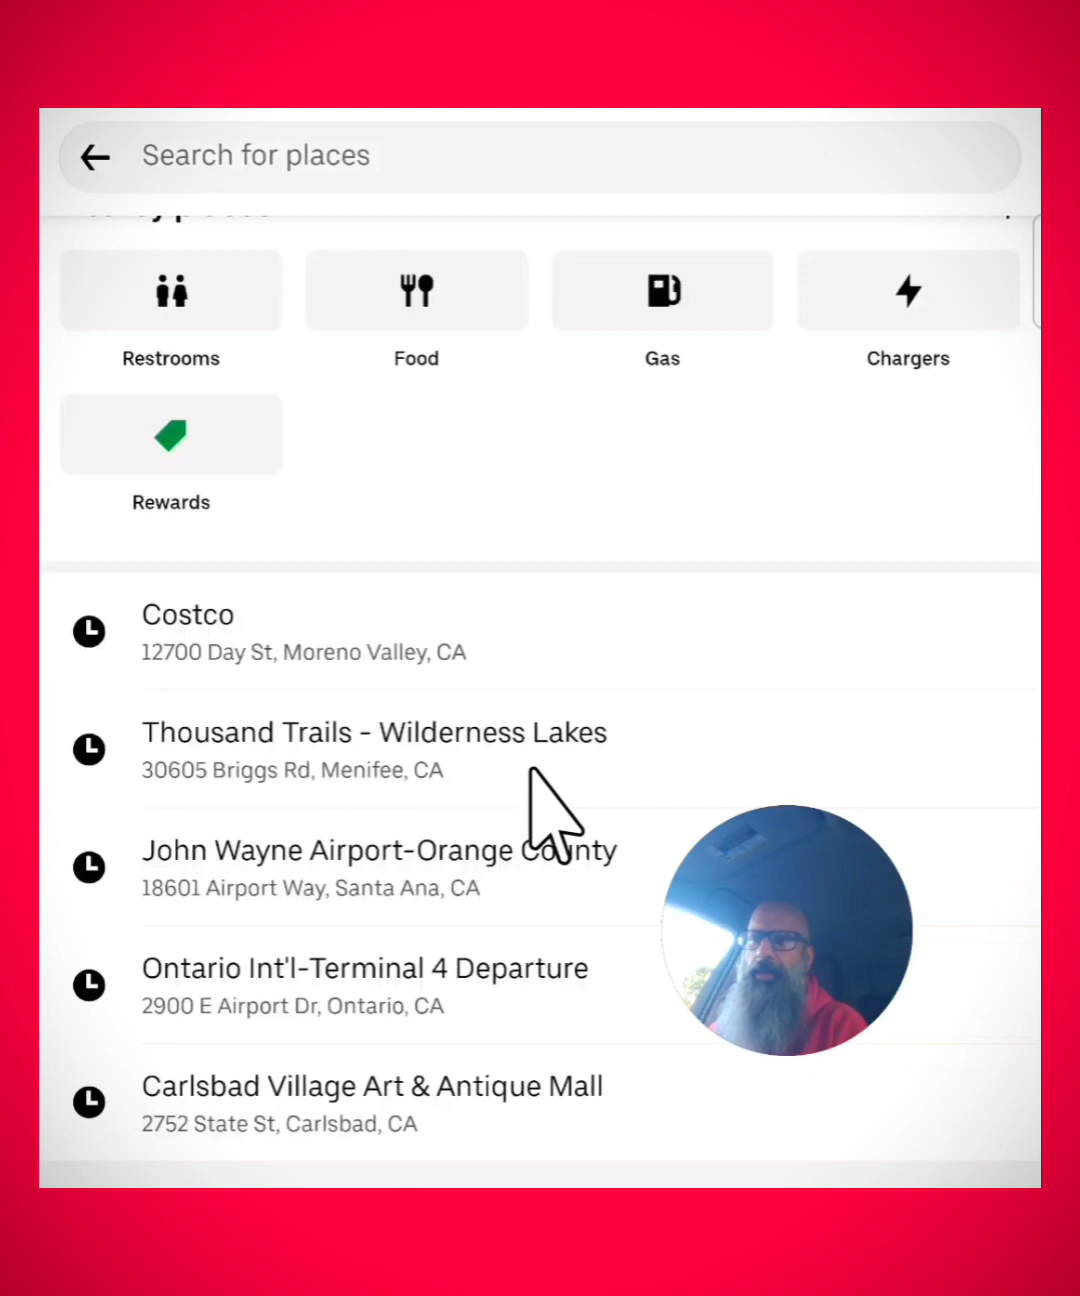 Search for places
Restrooms
Food
Gas
Chargers
Rewards
Costco
12700 Day St, Moreno Valley, CA
Thousand Trails - Wilderness Lakes
30605 Briggs Rd, Menifee, CA
John Wayne Airport-Orange County
18601 Airport Way, Santa Ana, CA
Ontario Int'l-Terminal 4 Departure
2900 E Airport Dr, Ontario, CA
Carlsbad Village Art & Antique Mall
2752 State St, Carlsbad, CA